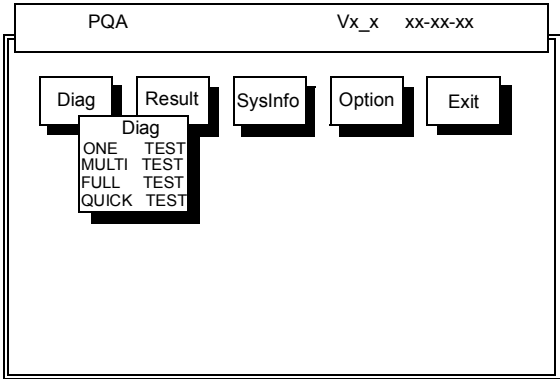 PQA Vx_x xx-xx-xx
Diag Result SysInfo Option Exit
Diag
ONE TEST
MULTI TEST
FULL TEST
QUICK TEST